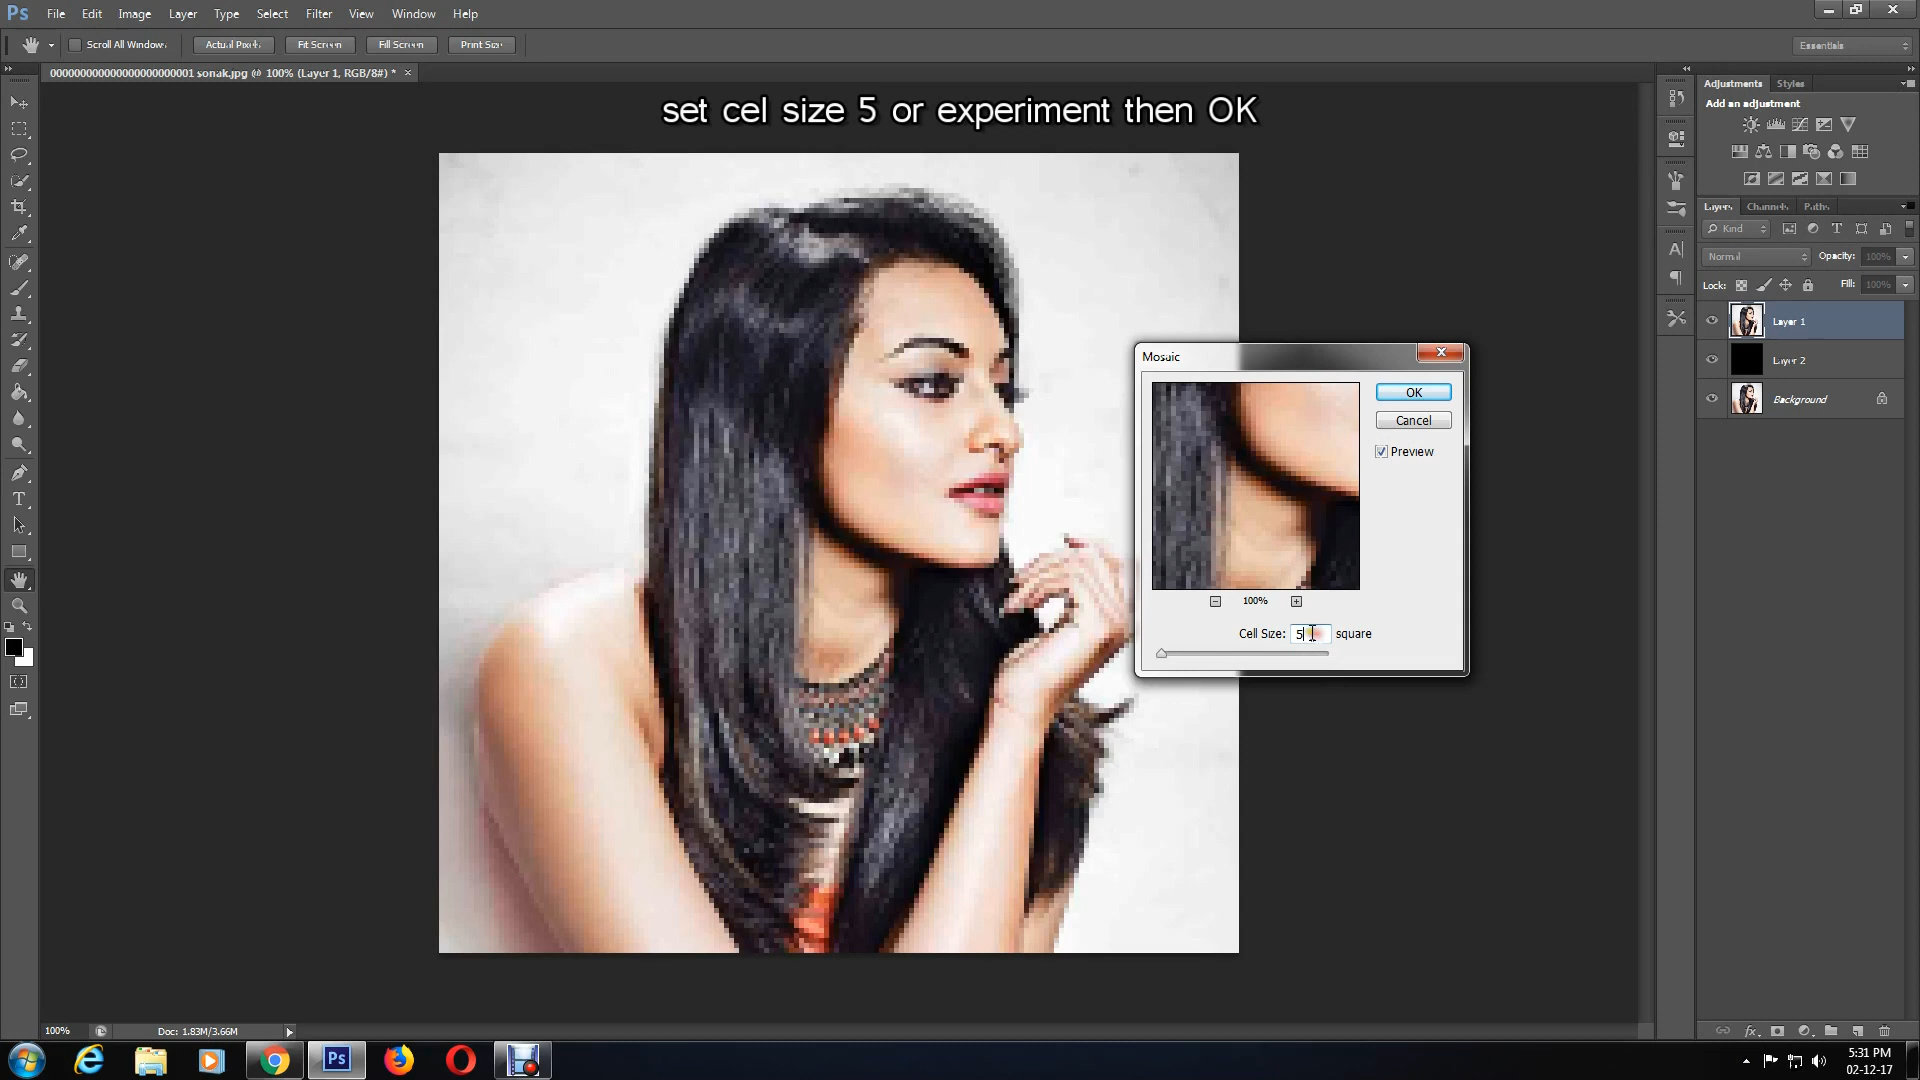 Ps File Edit Image Layer Type Select Filter View Window Help
Scroll All Windows Actual Pixels Fit Screen Fill Screen Print Size Essentials
000000000000000000000001 sonak.jpg @ 100% (Layer 1, RGB/8#) * ×
set cel size 5 or experiment then OK
Adjustments Styles
Add an adjustment
Layers Channels Paths
Kind
Normal Opacity: 100%
Lock: Fill: 100%
Layer 1
Layer 2
Background
Mosaic
OK
Cancel
Preview
100%
Cell Size: 5 square
100% Doc: 1.83M/3.66M
Ps
5:31 PM
02-12-17